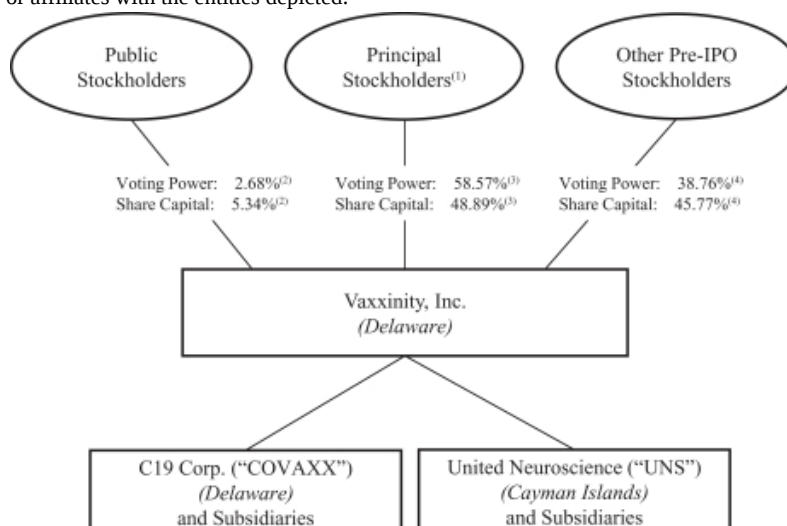 or affiliates with the entities depicted.
Public
Stockholders
Principal
Stockholders(1)
Other Pre-IPO
Stockholders
Voting Power: 2.68%(2)
Share Capital: 5.34%(2)
Voting Power: 58.57%(3)
Share Capital: 48.89%(3)
Voting Power: 38.76%(4)
Share Capital: 45.77%(4)
Vaxxinity, Inc.
(Delaware)
C19 Corp. (“COVAXX”)
(Delaware)
and Subsidiaries
United Neuroscience (“UNS”)
(Cayman Islands)
and Subsidiaries